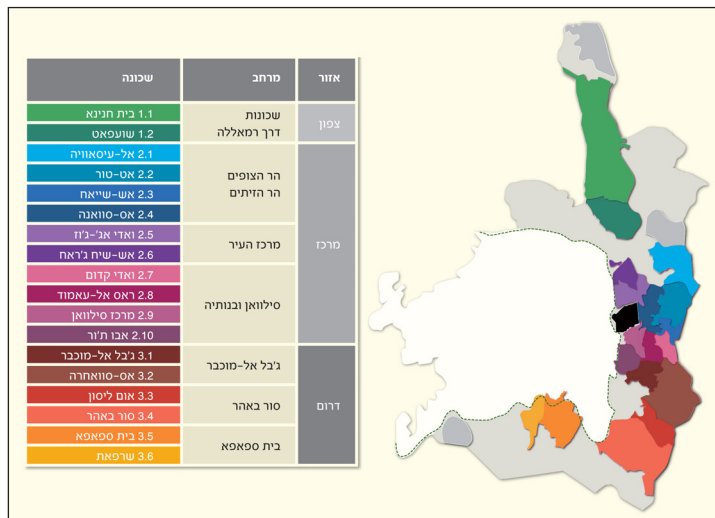 אזור מרחב שכונה
צפון
שכונות
דרך רמאללה
1.1 בית חנינא
1.2 שועפאט
מרכז
הר הצופים
הר הזיתים
2.1 אל-עיסאוויה
2.2 אט-טור
2.3 אש-שייאח
2.4 אס-סוואנה
מרכז העיר
2.5 ואדי אג'-ג'וז
2.6 אש-שיח ג'ראח
סילוואן ובנותיה
2.7 ואדי קדום
2.8 ראס אל-עאמוד
2.9 מרכז סילוואן
2.10 אבו ת'ור
דרום
ג'בל אל-מוכבר
3.1 ג'בל אל-מוכבר
3.2 אס-סוואחרה
סור באהר
3.3 אום ליסון
3.4 סור באהר
בית ספאפא
3.5 בית ספאפא
3.6 שרפאת